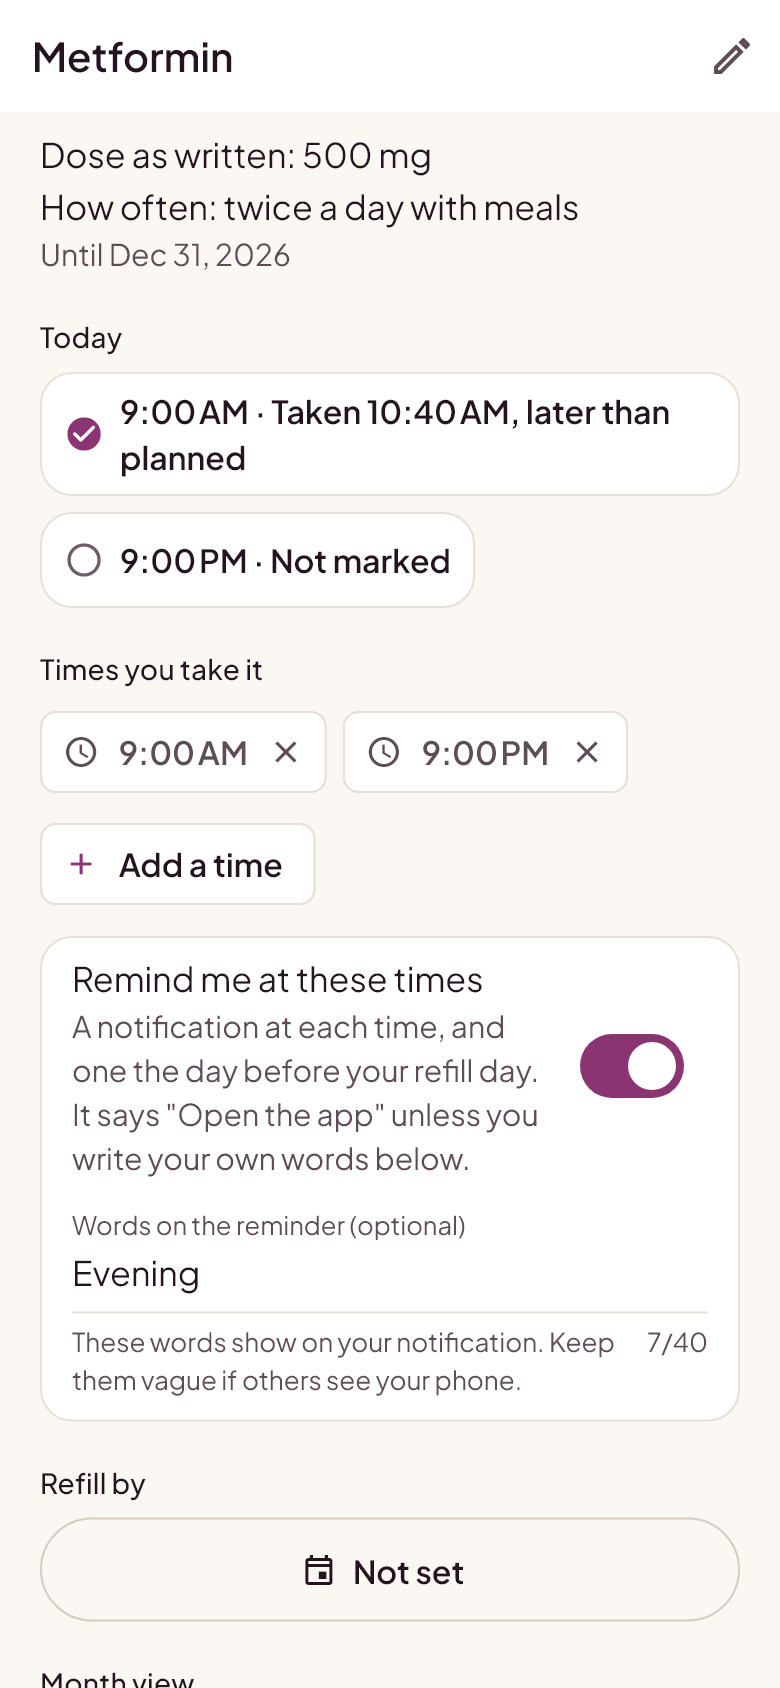 Metformin
Dose as written: 500 mg
How often: twice a day with meals
Until Dec 31, 2026
Today
9:00 AM · Taken 10:40 AM, later than
planned
9:00 PM · Not marked
Times you take it
9:00 AM
9:00 PM
Add a time
Remind me at these times
A notification at each time, and
one the day before your refill day.
It says "Open the app" unless you
write your own words below.
Words on the reminder (optional)
Evening
These words show on your notification. Keep
them vague if others see your phone.
7/40
Refill by
Not set
Month view